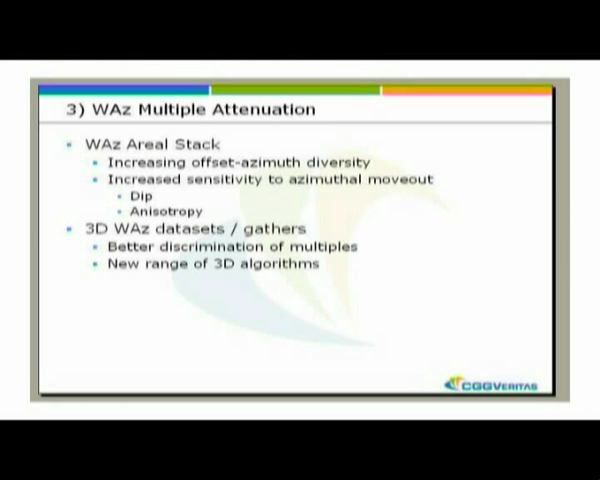 3) WAz Multiple Attenuation
WAz Areal Stack
Increasing offset-azimuth diversity
Increased sensitivity to azimuthal moveout
Dip
Anisotropy
3D WAz datasets / gathers
Better discrimination of multiples
New range of 3D algorithms
CGGVERITAS